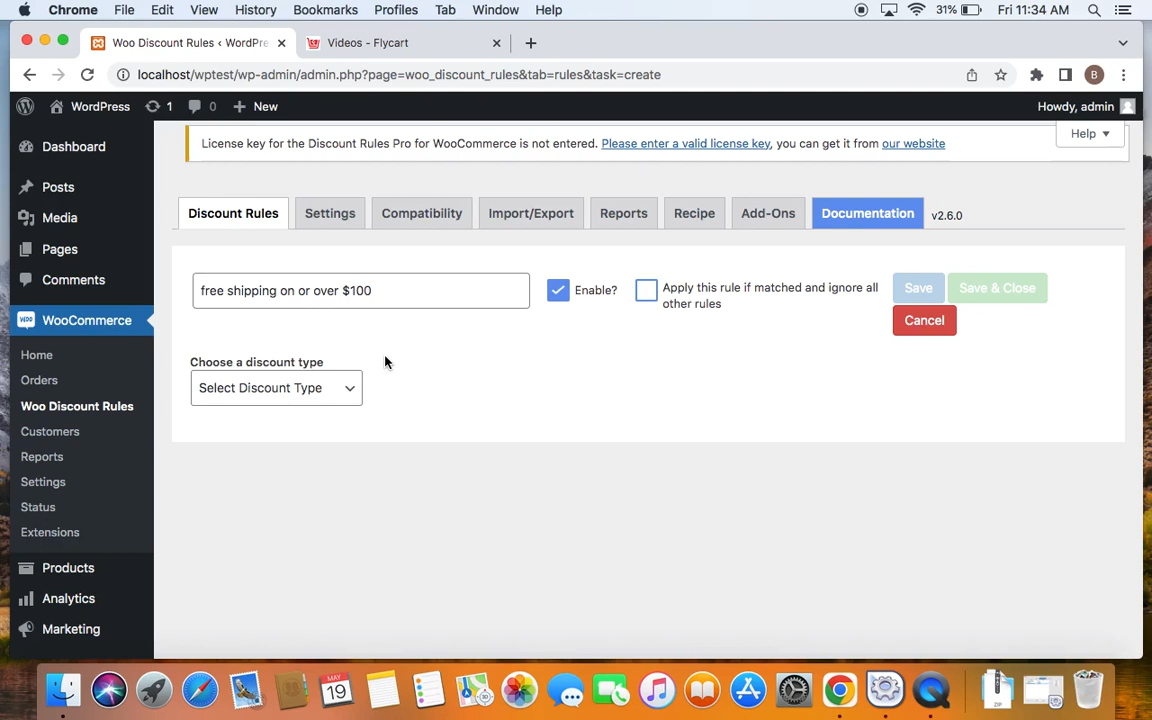 Chrome File Edit View History Bookmarks Profiles Tab Window Help 31% Fri 11:34 AM
Woo Discount Rules ‹ WordPre Videos - Flycart
localhost/wptest/wp-admin/admin.php?page=woo_discount_rules&tab=rules&task=create B
WordPress 1 0 New Howdy, admin
Help
License key for the Discount Rules Pro for WooCommerce is not entered. Please enter a valid license key, you can get it from our website
Dashboard
Posts
Media
Pages
Comments
WooCommerce
Home
Orders
Woo Discount Rules
Customers
Reports
Settings
Status
Extensions
Products
Analytics
Marketing
Discount Rules Settings Compatibility Import/Export Reports Recipe Add-Ons Documentation v2.6.0
free shipping on or over $100 Enable? Apply this rule if matched and ignore all
other rules
Save Save & Close
Cancel
Choose a discount type
Select Discount Type
MAY
19
ZIP